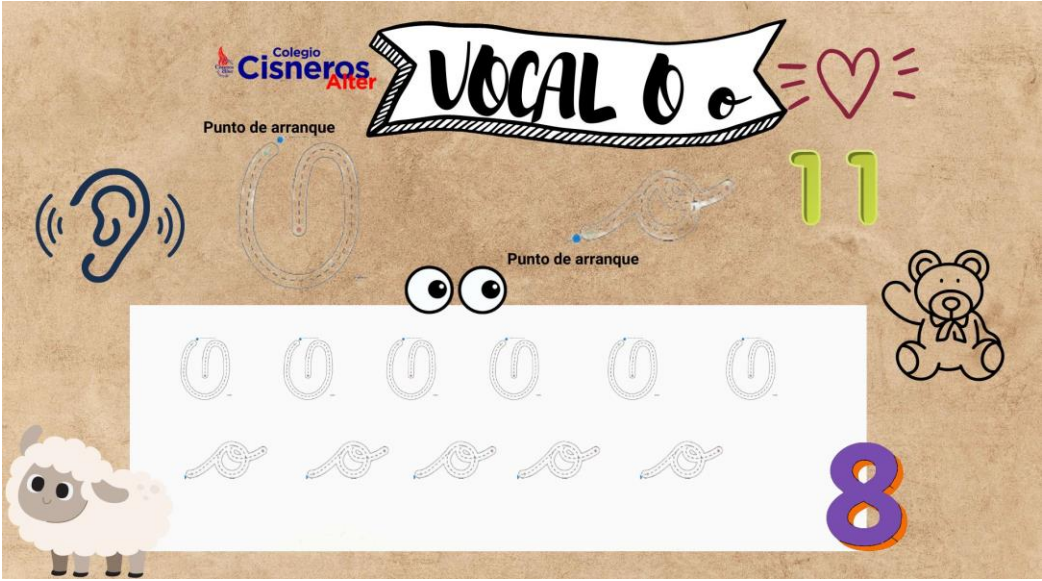 Colegio
Cisneros
Alter
VOCAL O o
Punto de arranque
11
Punto de arranque
8